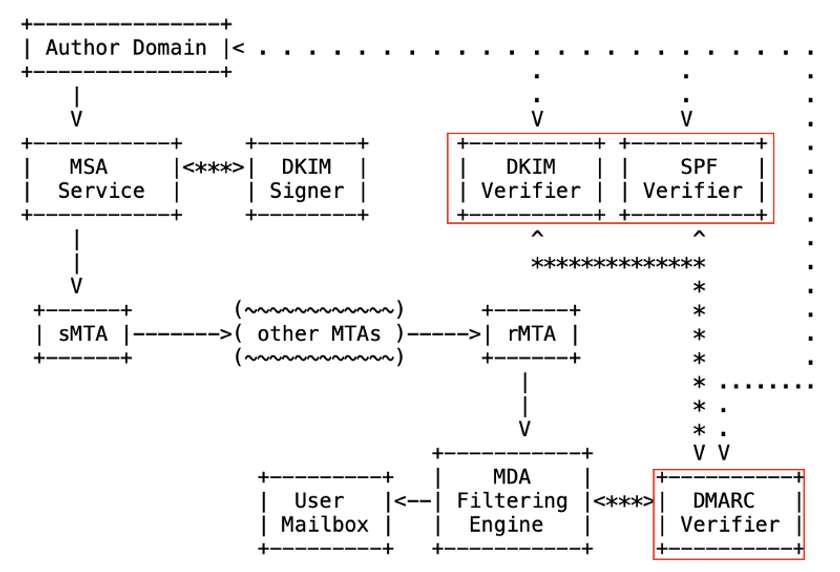 Author Domain
MSA
Service
DKIM
Signer
DKIM
Verifier
SPF
Verifier
sMTA
other MTAs
rMTA
User
Mailbox
MDA
Filtering
Engine
DMARC
Verifier